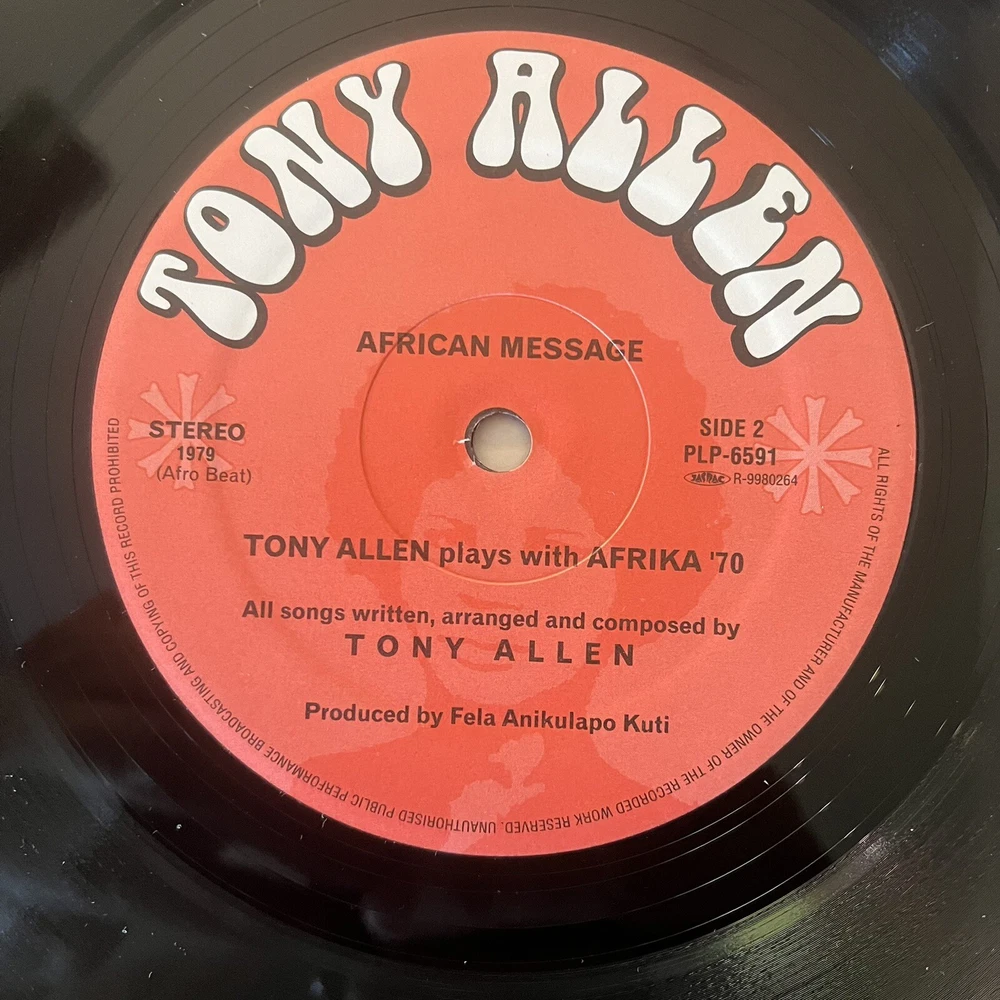 TONY ALLEN
AFRICAN MESSAGE
STEREO
1979
(Afro Beat)
SIDE 2
PLP-6591
JASRAC R-9980264
TONY ALLEN plays with AFRIKA '70
All songs written, arranged and composed by
TONY ALLEN
Produced by Fela Anikulapo Kuti
ALL RIGHTS OF THE MANUFACTURER AND OF THE OWNER OF THE RECORDED WORK RESERVED. UNAUTHORISED PUBLIC PERFORMANCE BROADCASTING AND COPYING OF THIS RECORD PROHIBITED